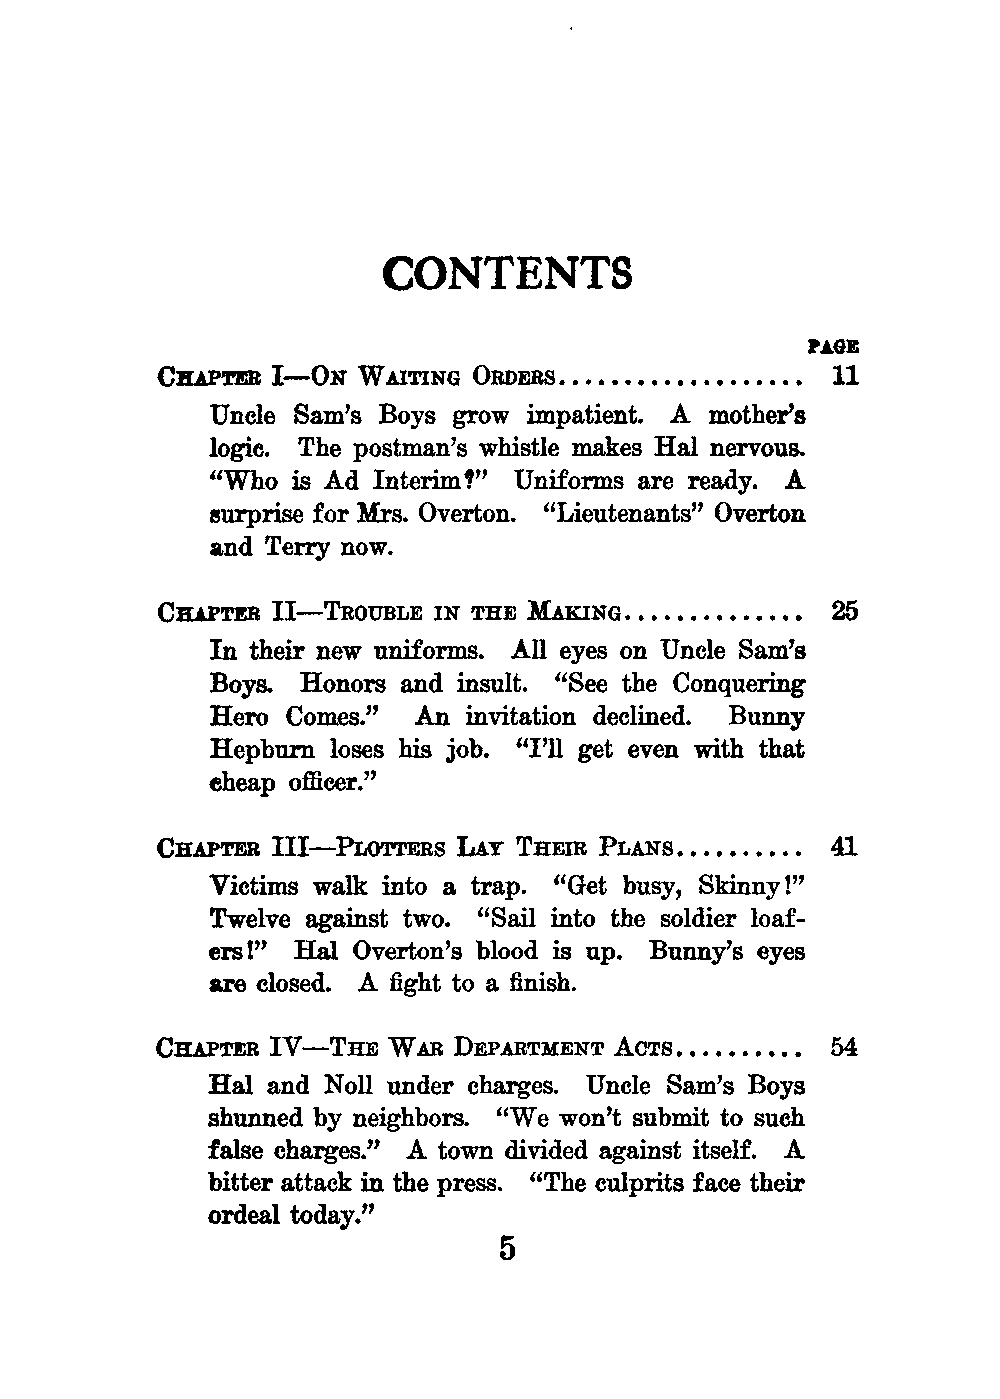 CONTENTS
PAGE
CHAPTER I—ON WAITING ORDERS................... 11
Uncle Sam's Boys grow impatient. A mother's
logic. The postman's whistle makes Hal nervous.
“Who is Ad Interim?” Uniforms are ready. A
surprise for Mrs. Overton. “Lieutenants” Overton
and Terry now.
CHAPTER II—TROUBLE IN THE MAKING.............. 25
In their new uniforms. All eyes on Uncle Sam's
Boys. Honors and insult. “See the Conquering
Hero Comes.” An invitation declined. Bunny
Hepburn loses his job. “I'll get even with that
cheap officer.”
CHAPTER III—PLOTTERS LAY THEIR PLANS.......... 41
Victims walk into a trap. “Get busy, Skinny!”
Twelve against two. “Sail into the soldier loaf-
ers!” Hal Overton's blood is up. Bunny's eyes
are closed. A fight to a finish.
CHAPTER IV—THE WAR DEPARTMENT ACTS.......... 54
Hal and Noll under charges. Uncle Sam's Boys
shunned by neighbors. “We won't submit to such
false charges.” A town divided against itself. A
bitter attack in the press. “The culprits face their
ordeal today.”
5